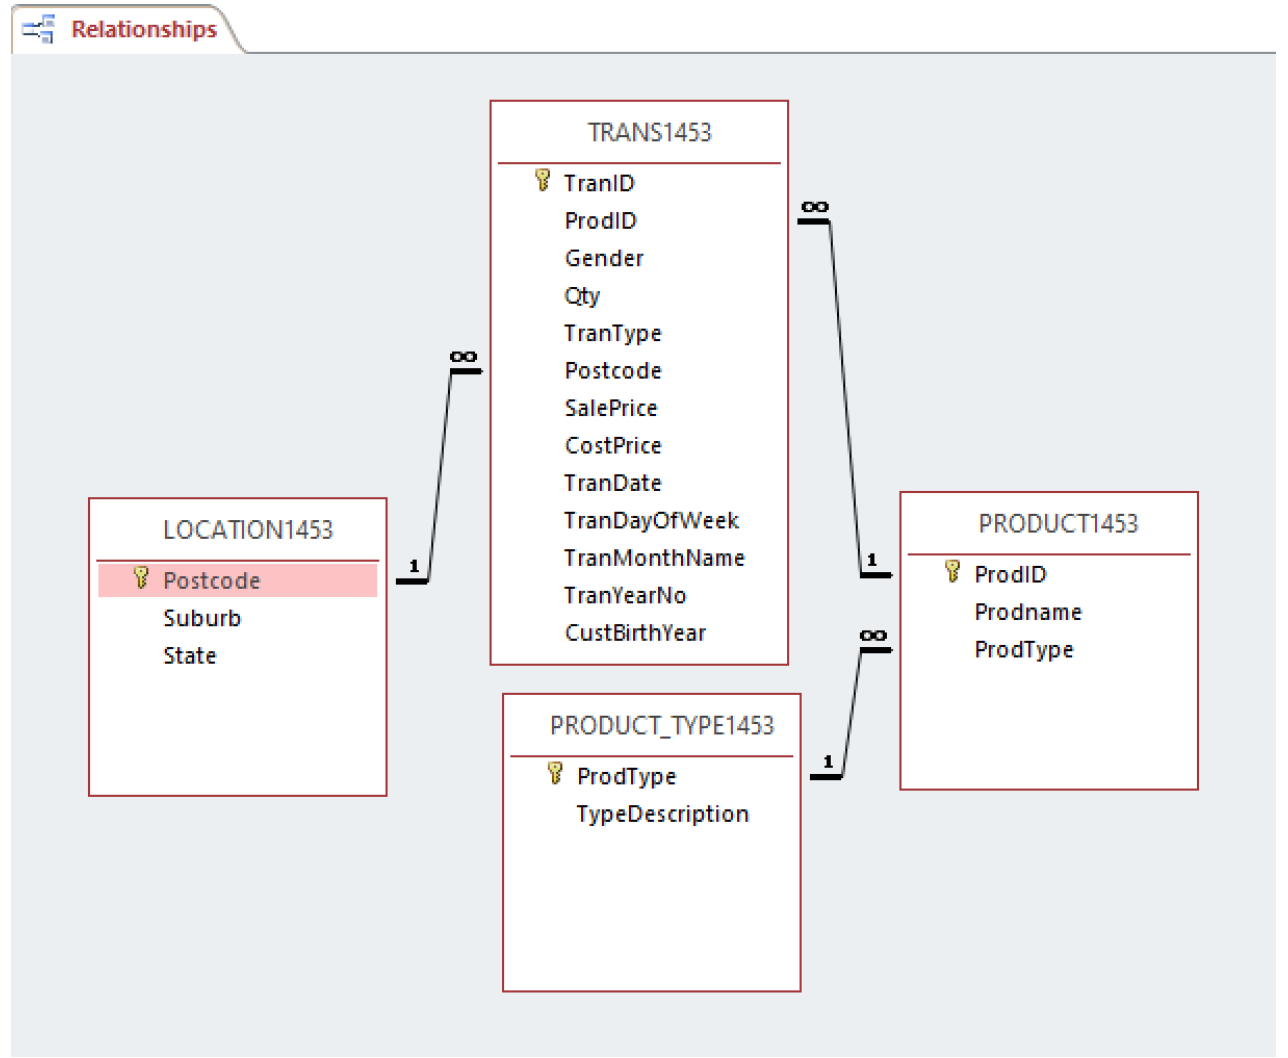 Relationships
TRANS1453
TranID
ProdID
Gender
Qty
TranType
Postcode
SalePrice
CostPrice
TranDate
TranDayOfWeek
TranMonthName
TranYearNo
CustBirthYear
∞
∞
1
LOCATION1453
Postcode
Suburb
State
1
∞
PRODUCT1453
ProdID
Prodname
ProdType
PRODUCT_TYPE1453
ProdType
TypeDescription
1